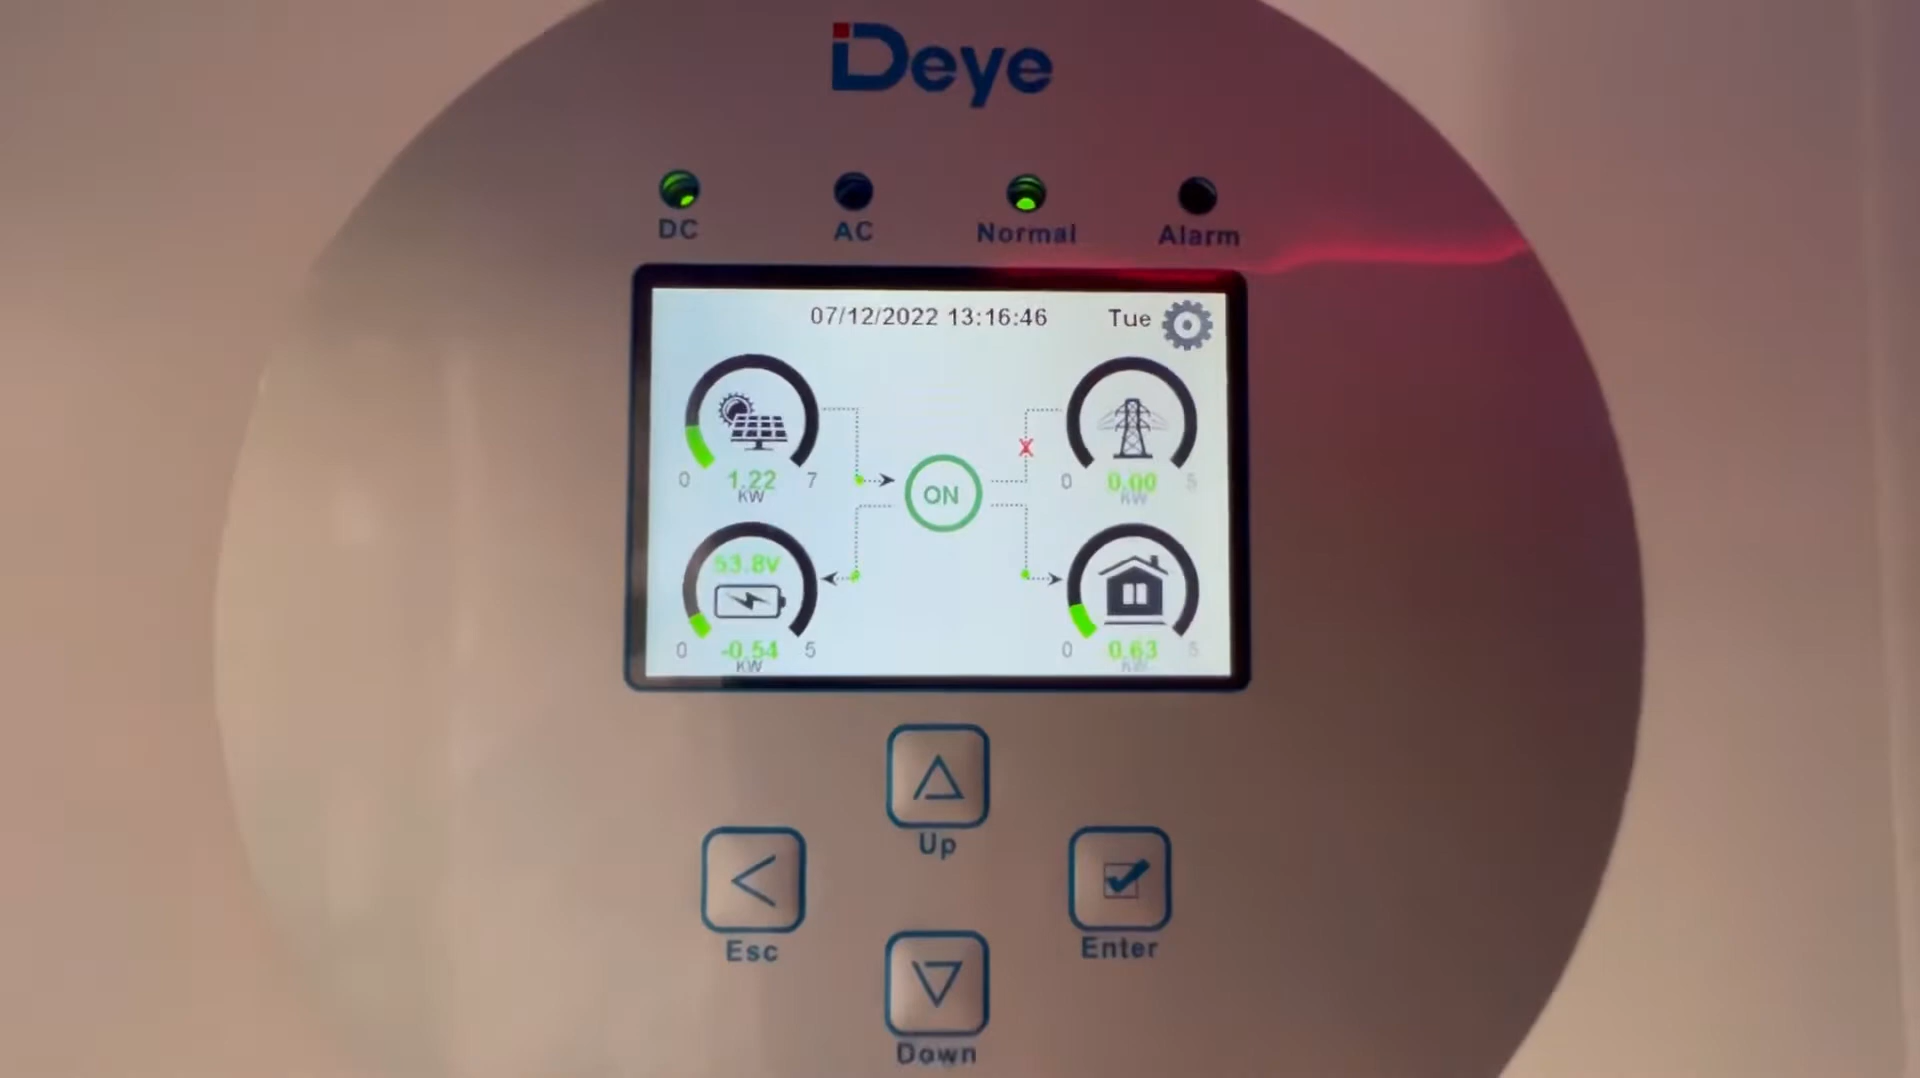 Deye
DC AC Normal Alarm
07/12/2022 13:16:46 Tue
0 1.22 7
KW
ON
0 0.00 5
KW
53.8V
0 -0.54 5
KW
0 0.63 5
KW
Up
Esc
Enter
Down